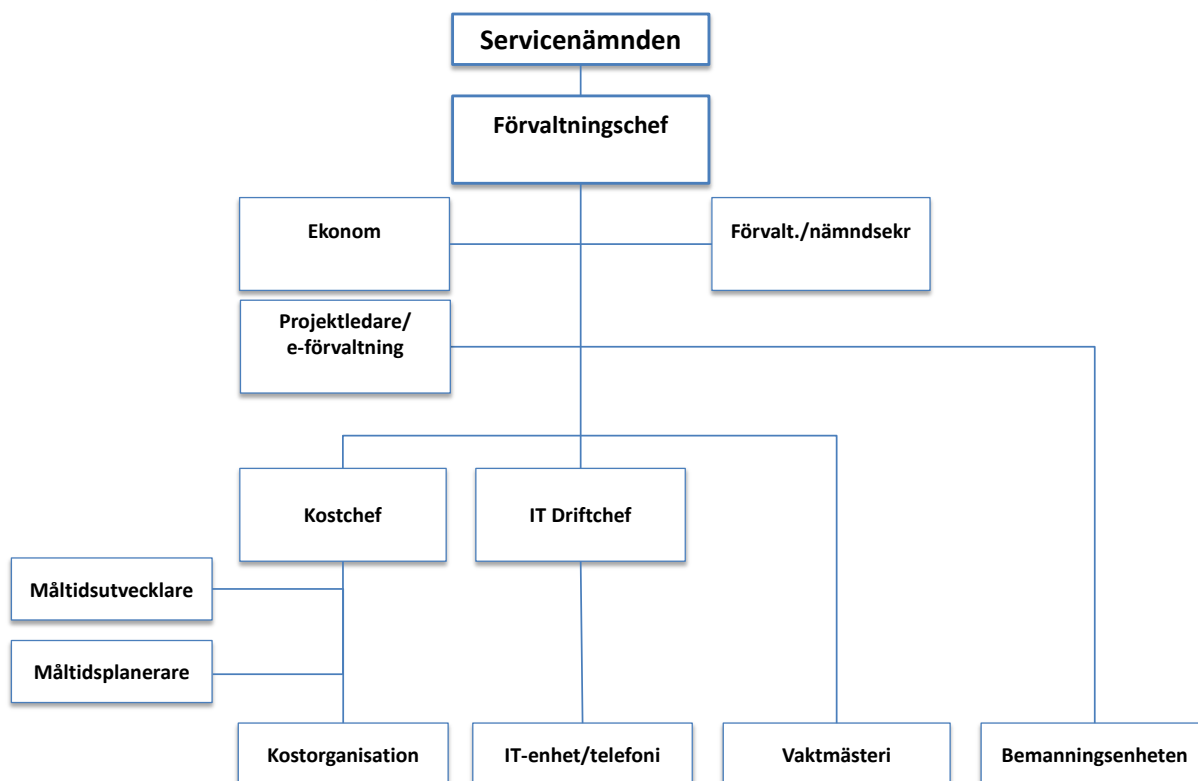 Servicenämnden
Förvaltningschef
Ekonom
Förvalt./nämndsekr
Projektledare/
e-förvaltning
Kostchef
IT Driftchef
Måltidsutvecklare
Måltidsplanerare
Kostorganisation
IT-enhet/telefoni
Vaktmästeri
Bemanningsenheten